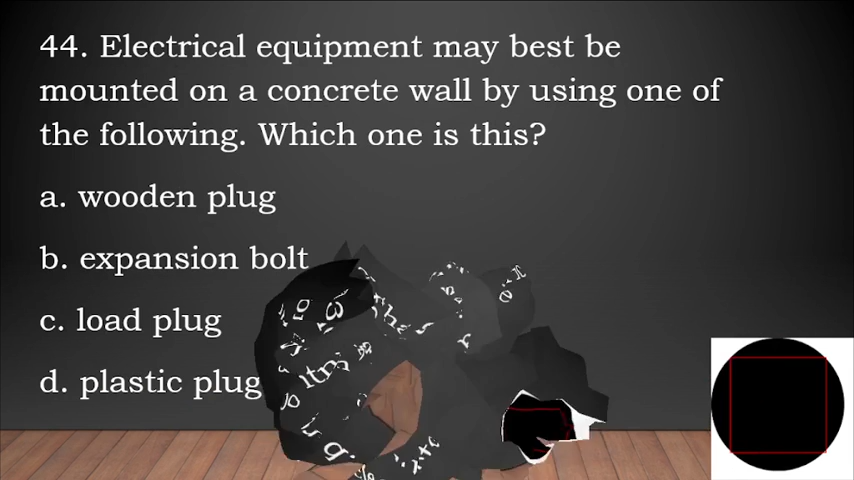 44. Electrical equipment may best be
mounted on a concrete wall by using one of
the following. Which one is this?
a. wooden plug
b. expansion bolt
c. load plug
d. plastic plug